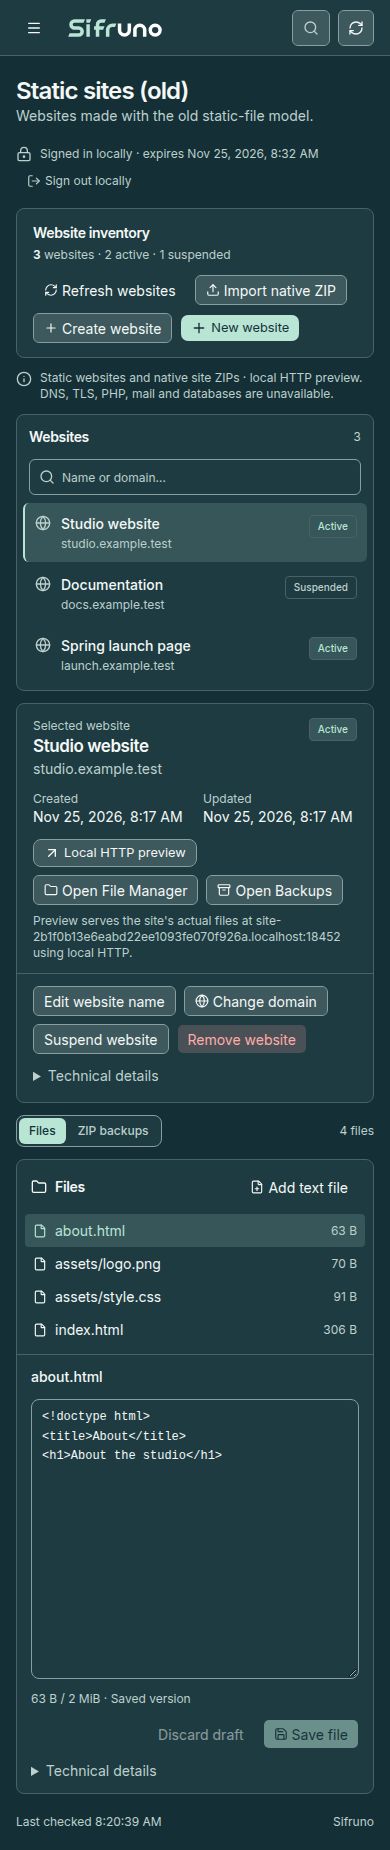 Sifruno
Static sites (old)
Websites made with the old static-file model.
Signed in locally · expires Nov 25, 2026, 8:32 AM
Sign out locally
Website inventory
3 websites · 2 active · 1 suspended
Refresh websites
Import native ZIP
Create website
New website
Static websites and native site ZIPs · local HTTP preview.
DNS, TLS, PHP, mail and databases are unavailable.
Websites
3
Name or domain...
Studio website
Active
studio.example.test
Documentation
Suspended
docs.example.test
Spring launch page
Active
launch.example.test
Selected website
Active
Studio website
studio.example.test
Created
Updated
Nov 25, 2026, 8:17 AM
Nov 25, 2026, 8:17 AM
Local HTTP preview
Open File Manager
Open Backups
Preview serves the site's actual files at site-
2b1f0b13e6eabd22ee1093fe070f926a.localhost:18452
using local HTTP.
Edit website name
Change domain
Suspend website
Remove website
Technical details
Files
ZIP backups
4 files
Files
Add text file
about.html
63 B
assets/logo.png
70 B
assets/style.css
91 B
index.html
306 B
about.html
<!doctype html>
<title>About</title>
<h1>About the studio</h1>
63 B / 2 MiB · Saved version
Discard draft
Save file
Technical details
Last checked 8:20:39 AM
Sifruno